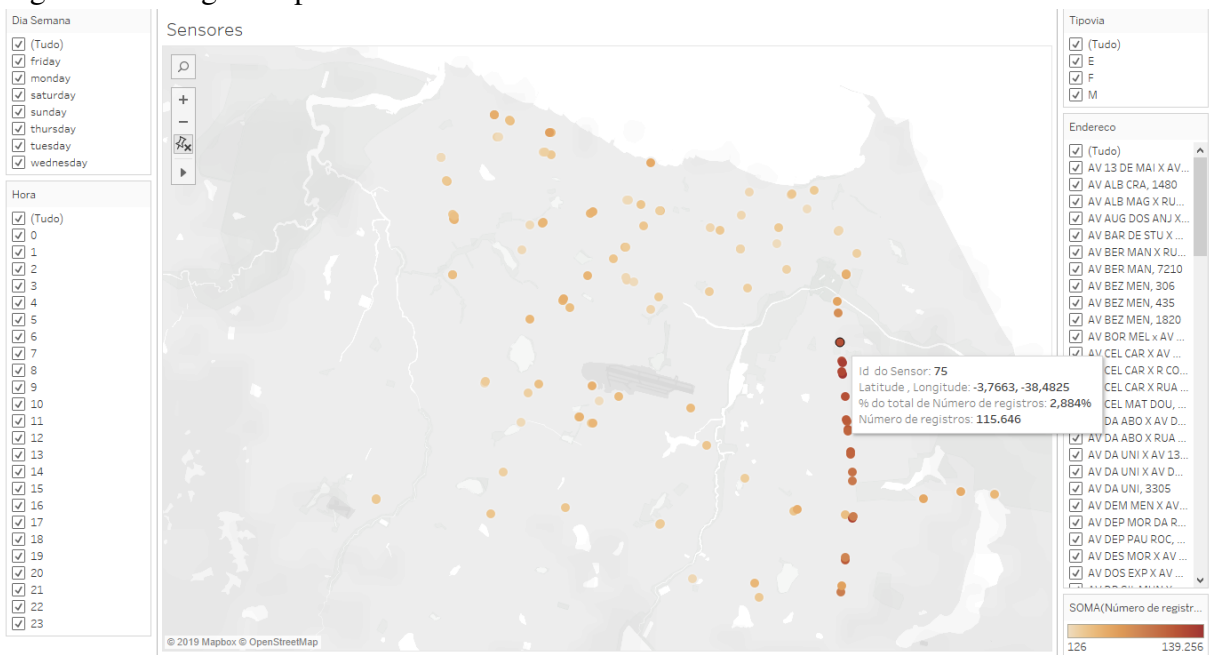 Dia Semana
(Tudo)
friday
monday
saturday
sunday
thursday
tuesday
wednesday
Hora
(Tudo)
0
1
2
3
4
5
6
7
8
9
10
11
12
13
14
15
16
17
18
19
20
21
22
23
Sensores
Id do Sensor: 75
Latitude , Longitude: -3,7663, -38,4825
% do total de Número de registros: 2,884%
Número de registros: 115.646
© 2019 Mapbox © OpenStreetMap
Tipovia
(Tudo)
E
F
M
Endereco
(Tudo)
AV 13 DE MAI X AV...
AV ALB CRA, 1480
AV ALB MAG X RU...
AV AUG DOS ANJ X...
AV BAR DE STU X ...
AV BER MAN X RU...
AV BER MAN, 7210
AV BEZ MEN, 306
AV BEZ MEN, 435
AV BEZ MEN, 1820
AV BOR MEL x AV ...
AV CEL CAR X AV ...
CEL CAR X R CO...
CEL CAR X RUA ...
CEL MAT DOU, ...
DA ABO X AV D...
DA ABO X RUA ...
AV DA UNI X AV 13...
AV DA UNI X AV D...
AV DA UNI, 3305
AV DEM MEN X AV...
AV DEP MOR DA R...
AV DEP PAU ROC, ...
AV DES MOR X AV ...
AV DOS EXP X AV ...
SOMA(Número de registr...
126 139.256